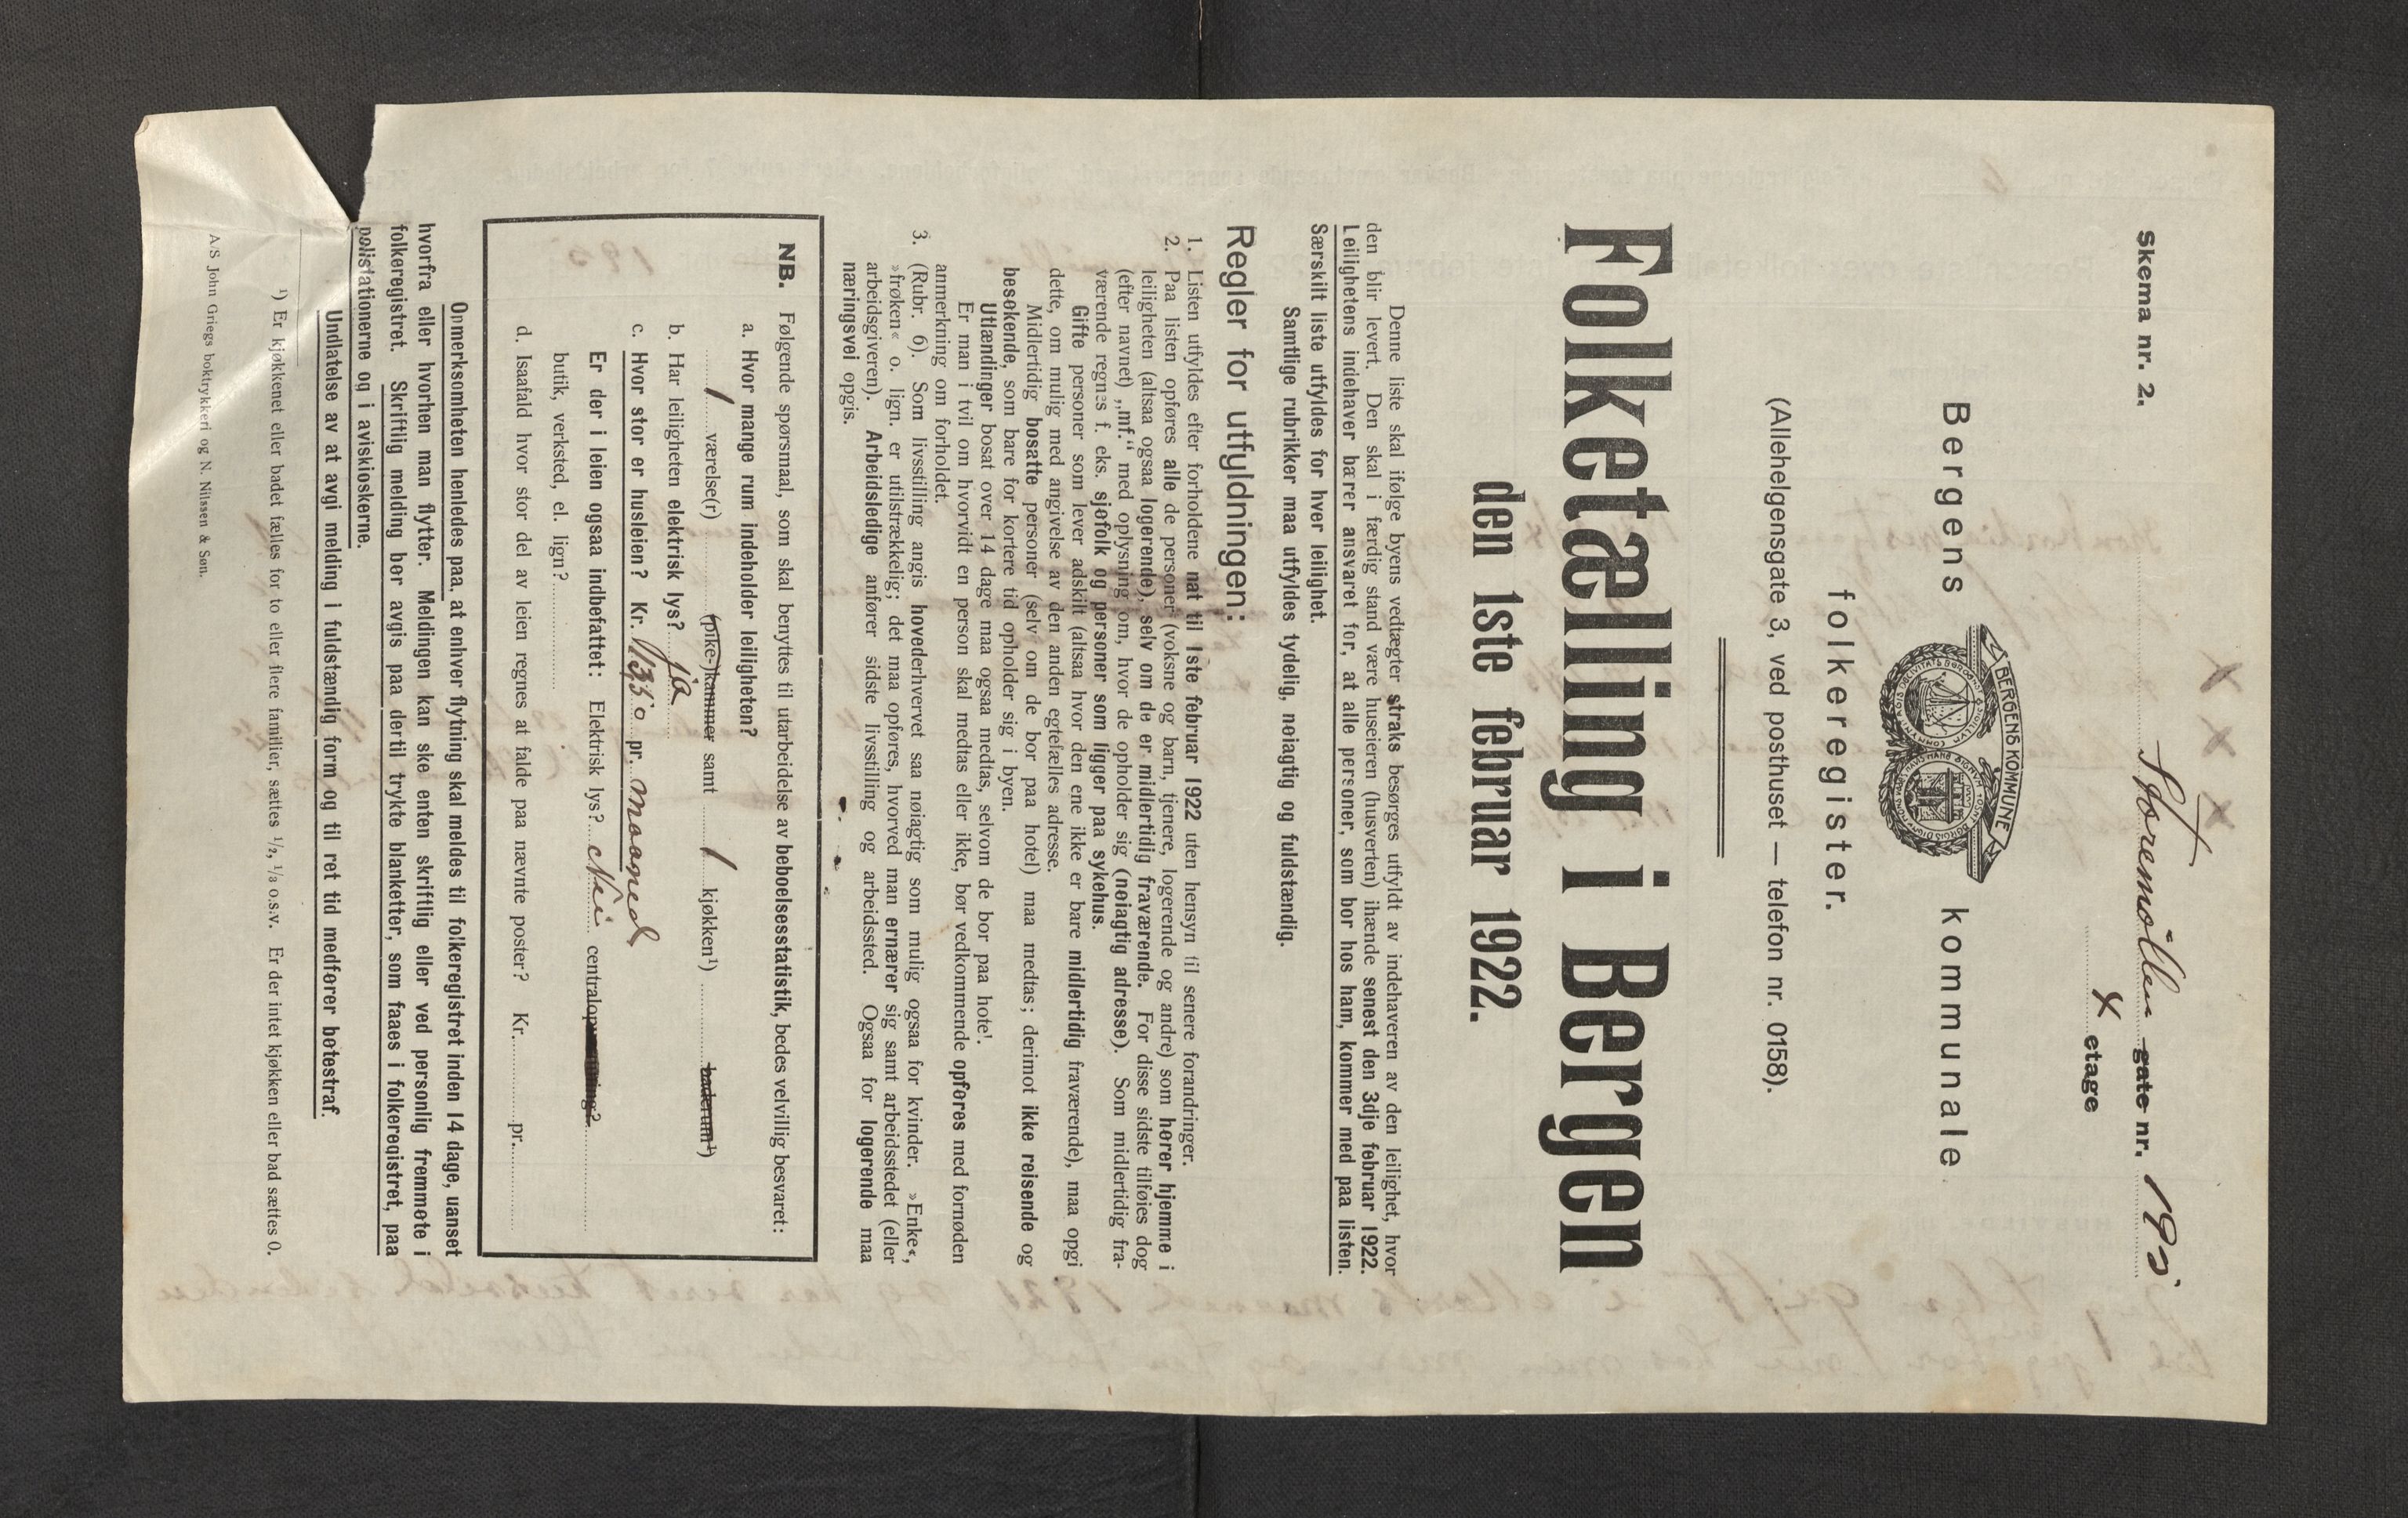 Skema nr. 2.
Storemöllen gate nr. 19
4 etage
Bergens kommunale
BERGENS KOMMUNE
folkeregister.
(Allehelgensgate 3, ved posthuset — telefon nr. 0158).
Folketælling i Bergen
den 1ste februar 1922.
Denne liste skal ifølge byens vedtægter straks besørges utfyldt av indehaveren av den leilighet, hvor
den blir levert. Den skal i færdig stand være huseieren (husverten) ihænde senest den 3dje februar 1922.
Leilighetens indehaver bærer ansvaret for, at alle personer, som bor hos ham, kommer med paa listen.
Særskilt liste utfyldes for hver leilighet.
Samtlige rubrikker maa utfyldes tydelig, nøiagtig og fuldstændig.
Regler for utfyldningen:
1. Listen utfyldes efter forholdene nat til 1ste februar 1922 uten hensyn til senere forandringer.
2. Paa listen opføres alle de personer (voksne og barn, tjenere, logerende og andre) som hører hjemme i
leiligheten (altsaa ogsaa logerende), selv om de er midlertidig fraværende. For disse sidste tilføies dog
(efter navnet) „mf.“ med oplysning om, hvor de opholder sig (nøiagtig adresse). Som midlertidig fra-
værende regnes f. eks. sjøfolk og personer som ligger paa sykehus.
Gifte personer som lever adskilt (altsaa hvor den ene ikke er bare midlertidig fraværende), maa opgi
dette, om mulig med angivelse av den anden egtefælles adresse.
Midlertidig bosatte personer (selv om de bor paa hotel) maa medtas; derimot ikke reisende og
besøkende, som bare for kortere tid opholder sig i byen.
Utlændinger bosat over 14 dage maa ogsaa medtas, selvom de bor paa hotel.
Er man i tvil om hvorvidt en person skal medtas eller ikke, bør vedkommende opføres med fornøden
anmerkning om forholdet.
3. (Rubr. 6). Som livsstilling angis hovederhvervet saa nøiagtig som mulig ogsaa for kvinder. »Enke«,
»frøken« o. lign. er utilstrækkelig; det maa opføres, hvorved man ernærer sig samt arbeidsstedet (eller
arbeidsgiveren). Arbeidsledige anfører sidste livsstilling og arbeidssted. Ogsaa for logerende maa
næringsvei opgis.
NB. Følgende spørsmaal, som skal benyttes til utarbeidelse av beboelsesstatistik, bedes velvillig besvaret:
a. Hvor mange rum indeholder leiligheten?
1 værelse(r) (pike-)kammer samt 1 kjøkken¹) baderum¹)
b. Har leiligheten elektrisk lys? ja
c. Hvor stor er husleien? Kr. pr. maaned
Er der i leien ogsaa indbefattet: Elektrisk lys? Nei centralopvarmning?
butik, verksted, el. lign?
d. Isaafald hvor stor del av leien regnes at falde paa nævnte poster? Kr. pr.
Opmerksomheten henledes paa, at enhver flytning skal meldes til folkeregistret inden 14 dage, uanset
hvorfra eller hvorhen man flytter. Meldingen kan ske enten skriftlig eller ved personlig fremmøte i
folkeregistret. Skriftlig melding bør avgis paa dertil trykte blanketter, som faaes i folkeregistret, paa
polistationerne og i aviskioskerne.
Undlatelse av at avgi melding i fuldstændig form og til ret tid medfører bøtestraf.
¹) Er kjøkkenet eller badet fælles for to eller flere familier, sættes ¹/₂, ¹/₃ o.s.v. Er der intet kjøkken eller bad sættes 0.
A/S John Griegs boktrykkeri og N. Nilssen & Søn.